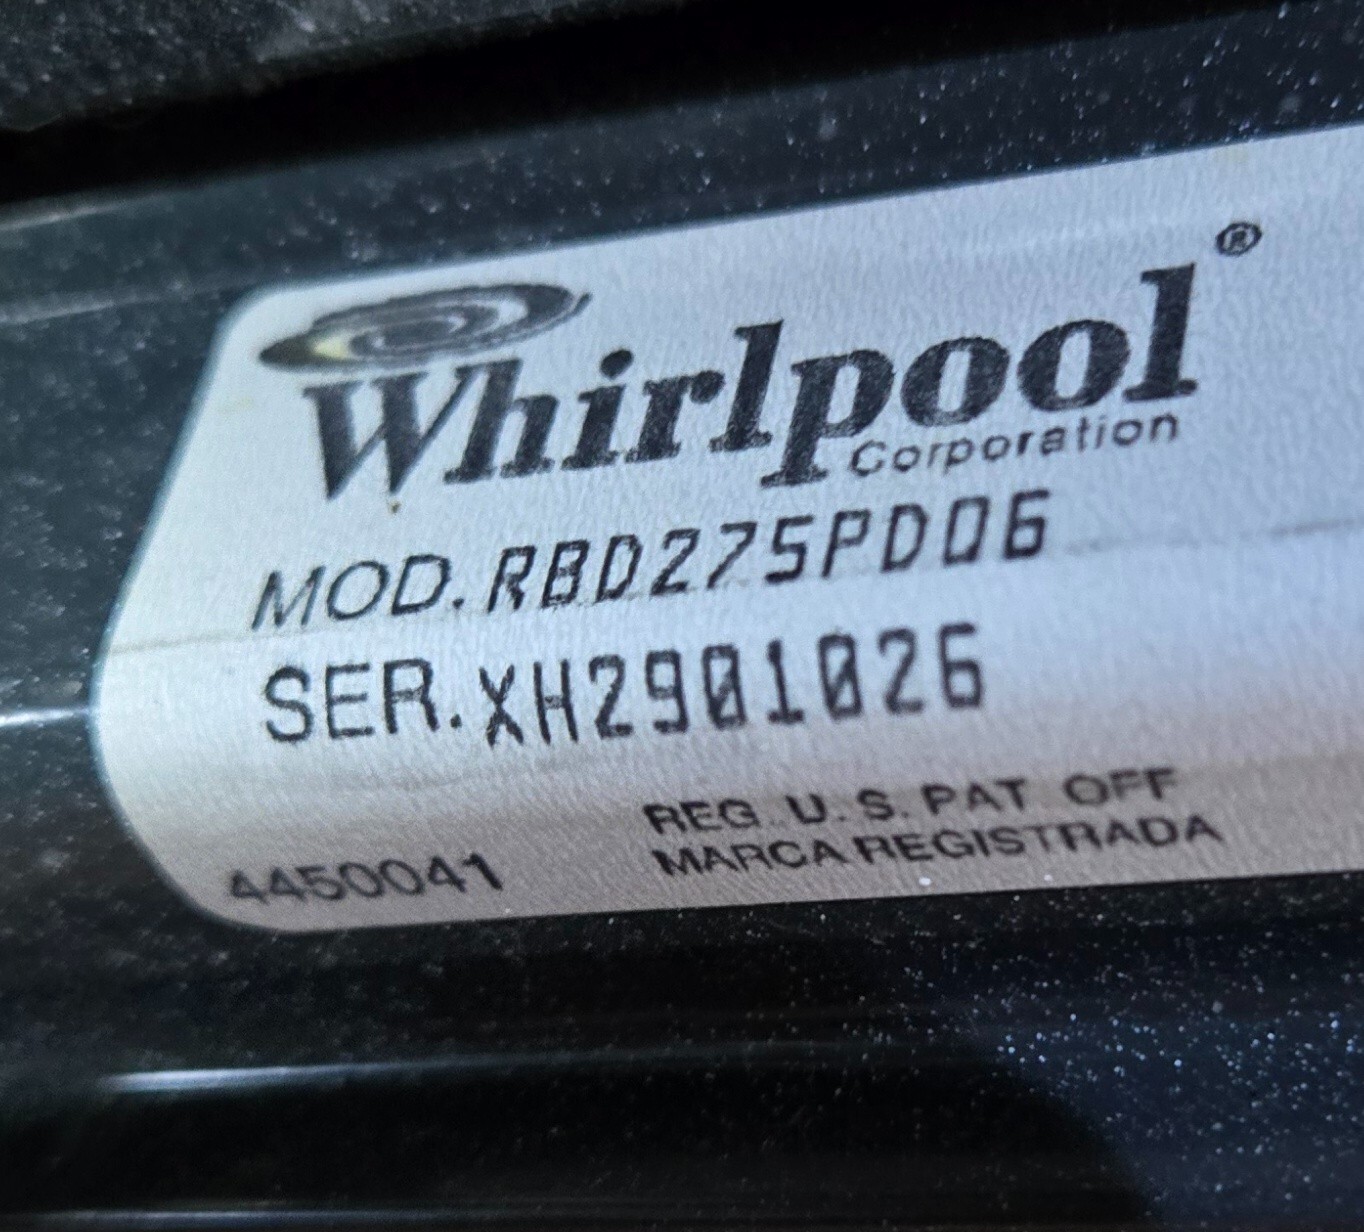 Whirlpool®
Corporation
MOD. RBD275PD06
SER. XH2901026
REG. U.S. PAT OFF
MARCA REGISTRADA
4450041